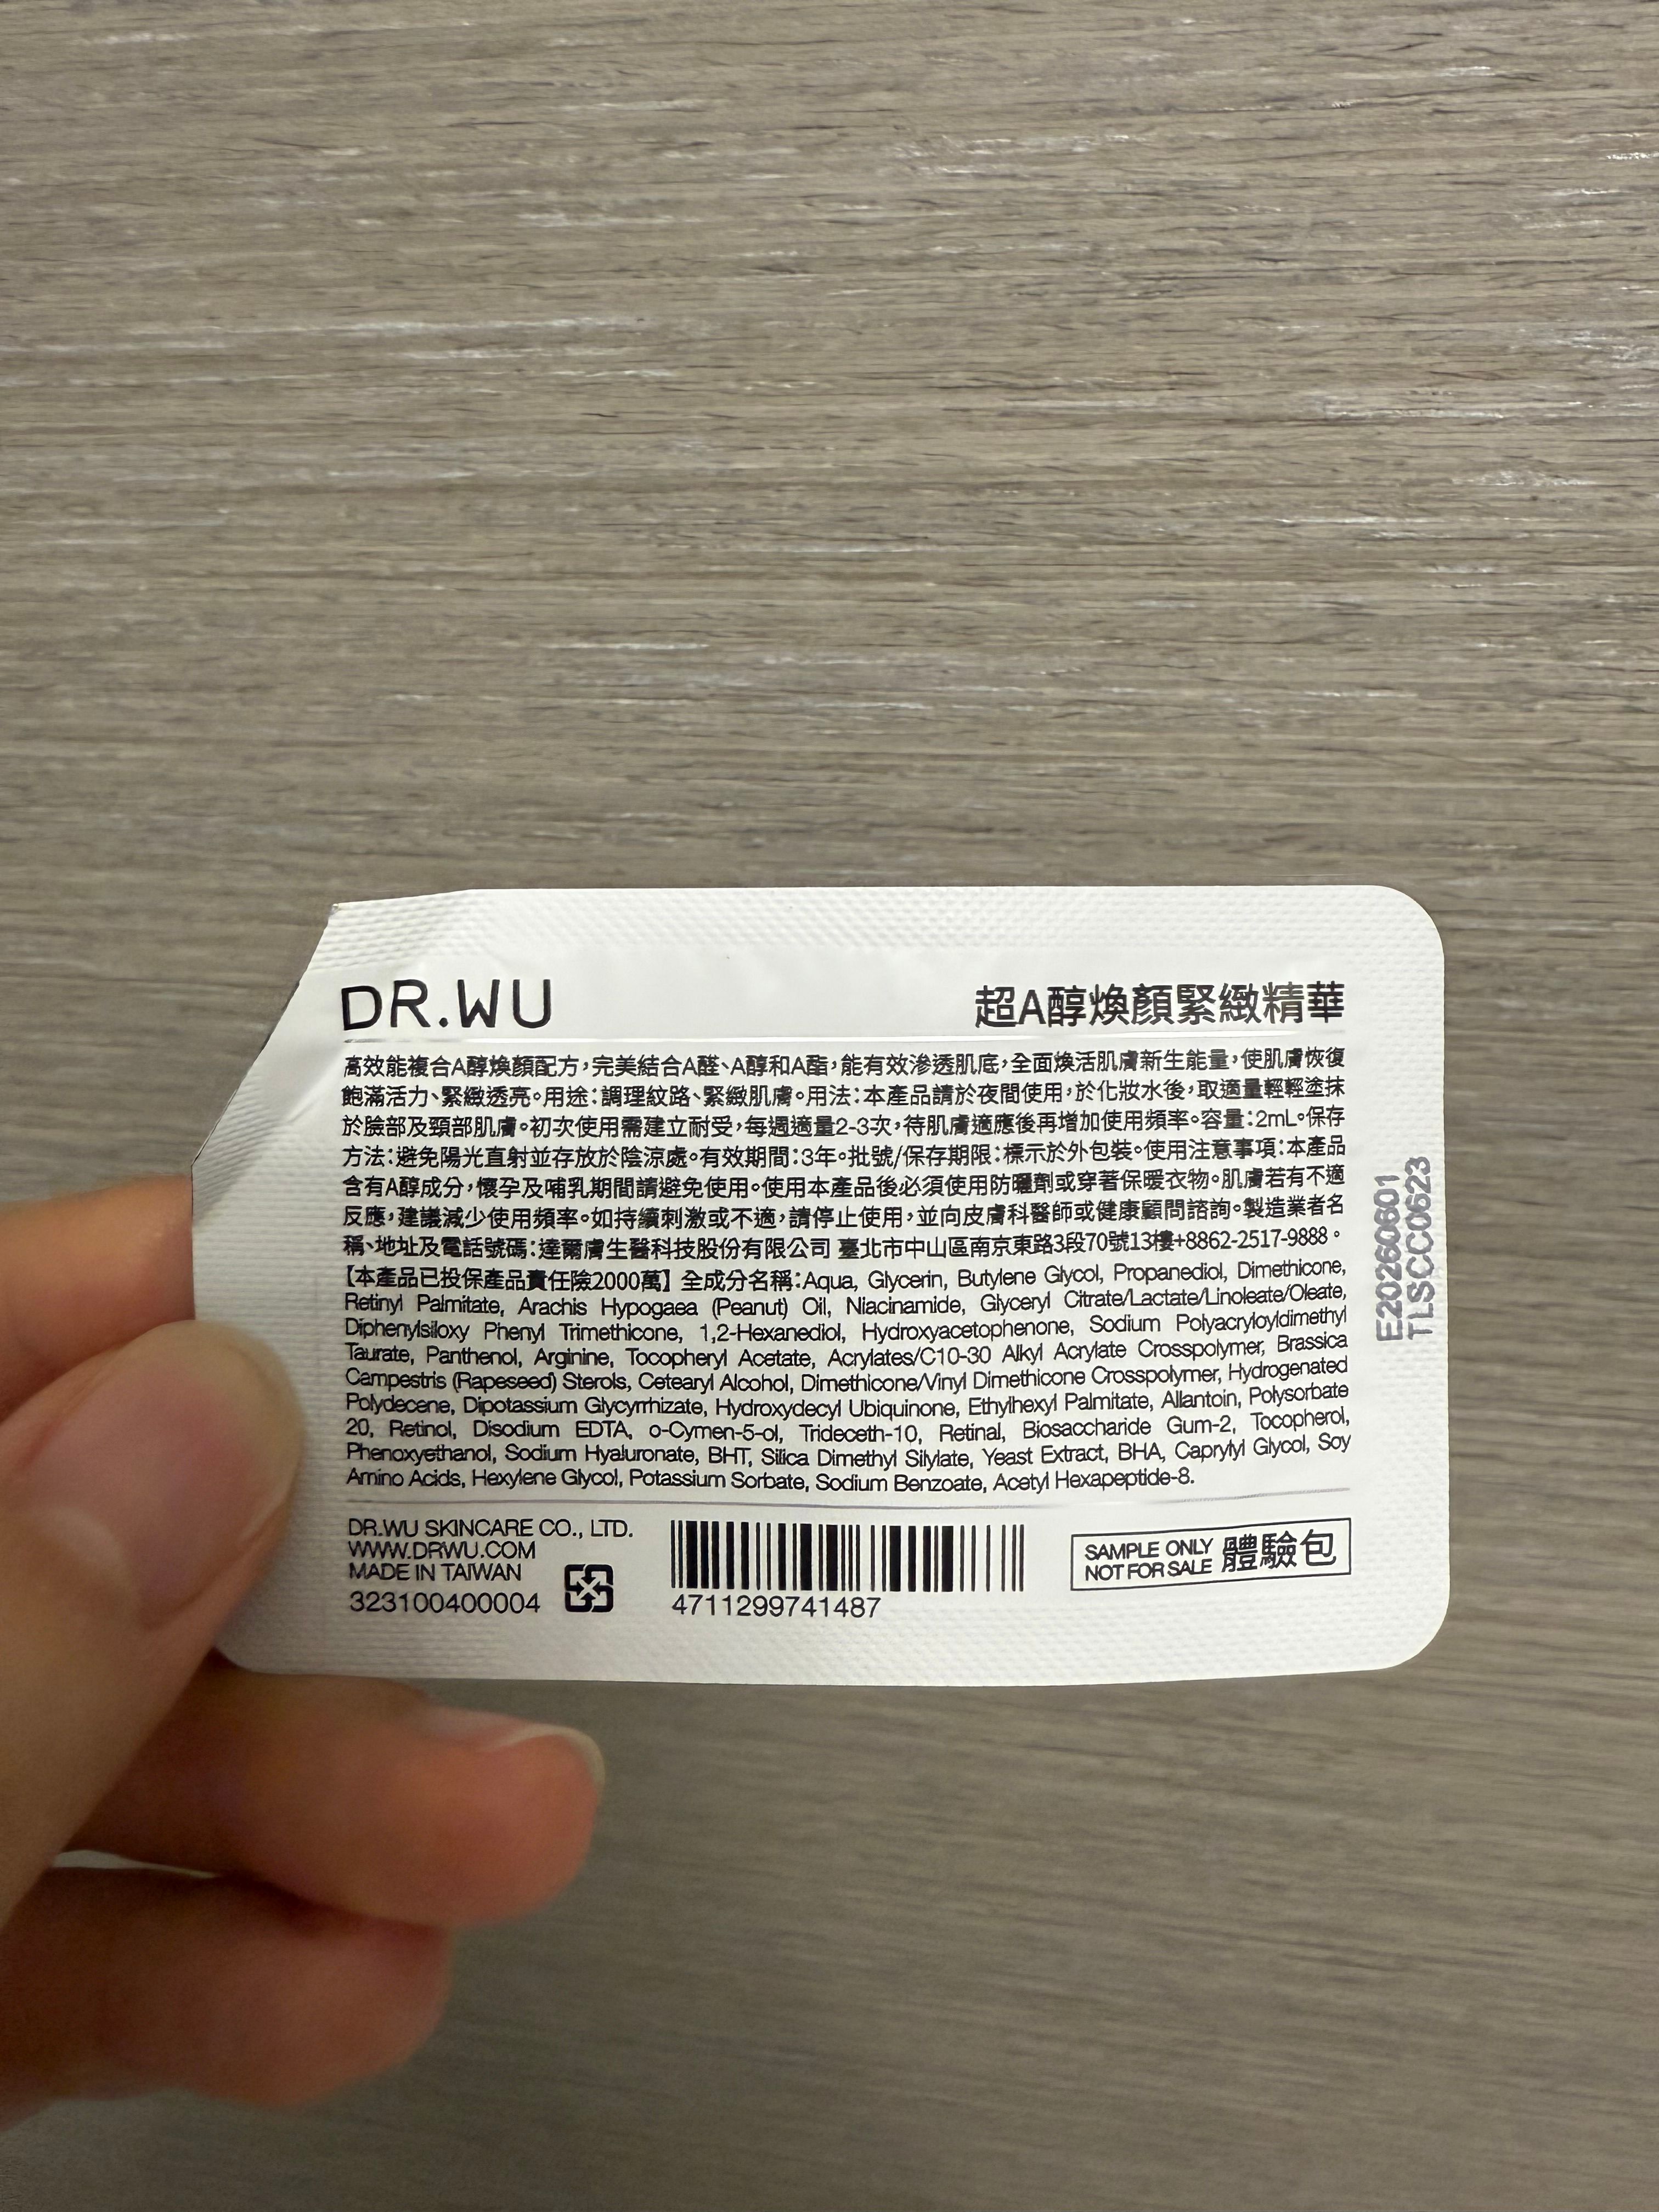 DR.WU
超A醇煥顏緊緻精華
高效能複合A醇煥顏配方,完美結合A醛、A醇和A酯,能有效滲透肌底,全面煥活肌膚新生能量,使肌膚恢復
飽滿活力、緊緻透亮。用途:調理紋路、緊緻肌膚。用法:本產品請於夜間使用,於化妝水後,取適量輕輕塗抹
於臉部及頸部肌膚。初次使用需建立耐受,每週適量2-3次,待肌膚適應後再增加使用頻率。容量:2mL。保存
方法:避免陽光直射並存放於陰涼處。有效期間:3年。批號/保存期限:標示於外包裝。使用注意事項:本產品
含有A醇成分,懷孕及哺乳期間請避免使用。使用本產品後必須使用防曬劑或穿著保暖衣物。肌膚若有不適
反應,建議減少使用頻率。如持續刺激或不適,請停止使用,並向皮膚科醫師或健康顧問諮詢。製造業者名
稱、地址及電話號碼:達爾膚生醫科技股份有限公司 臺北市中山區南京東路3段70號13樓+8862-2517-9888。
【本產品已投保產品責任險2000萬】 全成分名稱:Aqua, Glycerin, Butylene Glycol, Propanediol, Dimethicone,
Retinyl Palmitate, Arachis Hypogaea (Peanut) Oil, Niacinamide, Glyceryl Citrate/Lactate/Linoleate/Oleate,
Diphenylsiloxy Phenyl Trimethicone, 1,2-Hexanediol, Hydroxyacetophenone, Sodium Polyacryloyldimethyl
Taurate, Panthenol, Arginine, Tocopheryl Acetate, Acrylates/C10-30 Alkyl Acrylate Crosspolymer, Brassica
Campestris (Rapeseed) Sterols, Cetearyl Alcohol, Dimethicone/Vinyl Dimethicone Crosspolymer, Hydrogenated
Polydecene, Dipotassium Glycyrrhizate, Hydroxydecyl Ubiquinone, Ethylhexyl Palmitate, Allantoin, Polysorbate
20, Retinol, Disodium EDTA, o-Cymen-5-ol, Trideceth-10, Retinal, Biosaccharide Gum-2, Tocopherol,
Phenoxyethanol, Sodium Hyaluronate, BHT, Silica Dimethyl Silylate, Yeast Extract, BHA, Caprylyl Glycol, Soy
Amino Acids, Hexylene Glycol, Potassium Sorbate, Sodium Benzoate, Acetyl Hexapeptide-8.
DR.WU SKINCARE CO., LTD.
WWW.DRWU.COM
MADE IN TAIWAN
323100400004
4711299741487
SAMPLE ONLY
NOT FOR SALE
體驗包
E20260601
TLSCC0623